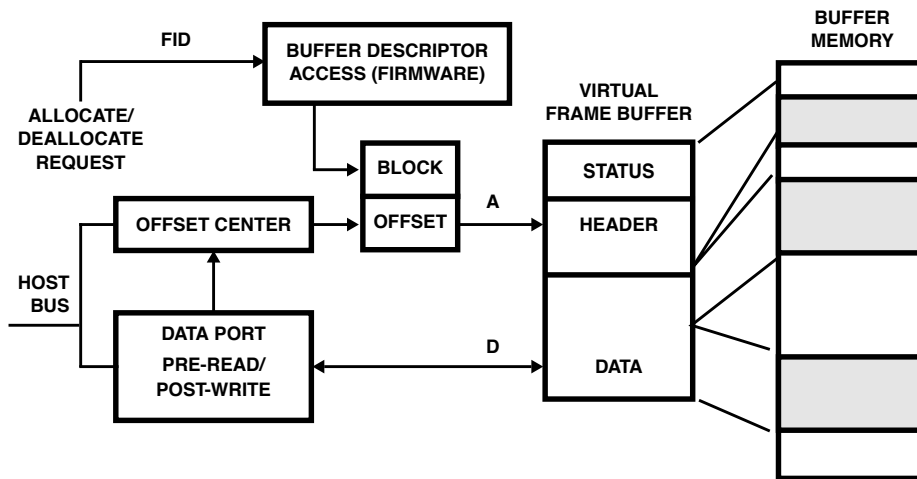 BUFFER
MEMORY
FID
BUFFER DESCRIPTOR
ACCESS (FIRMWARE)
VIRTUAL
FRAME BUFFER
ALLOCATE/
DEALLOCATE
REQUEST
BLOCK
STATUS
OFFSET CENTER
OFFSET
A
HEADER
HOST
BUS
DATA PORT
PRE-READ/
POST-WRITE
D
DATA